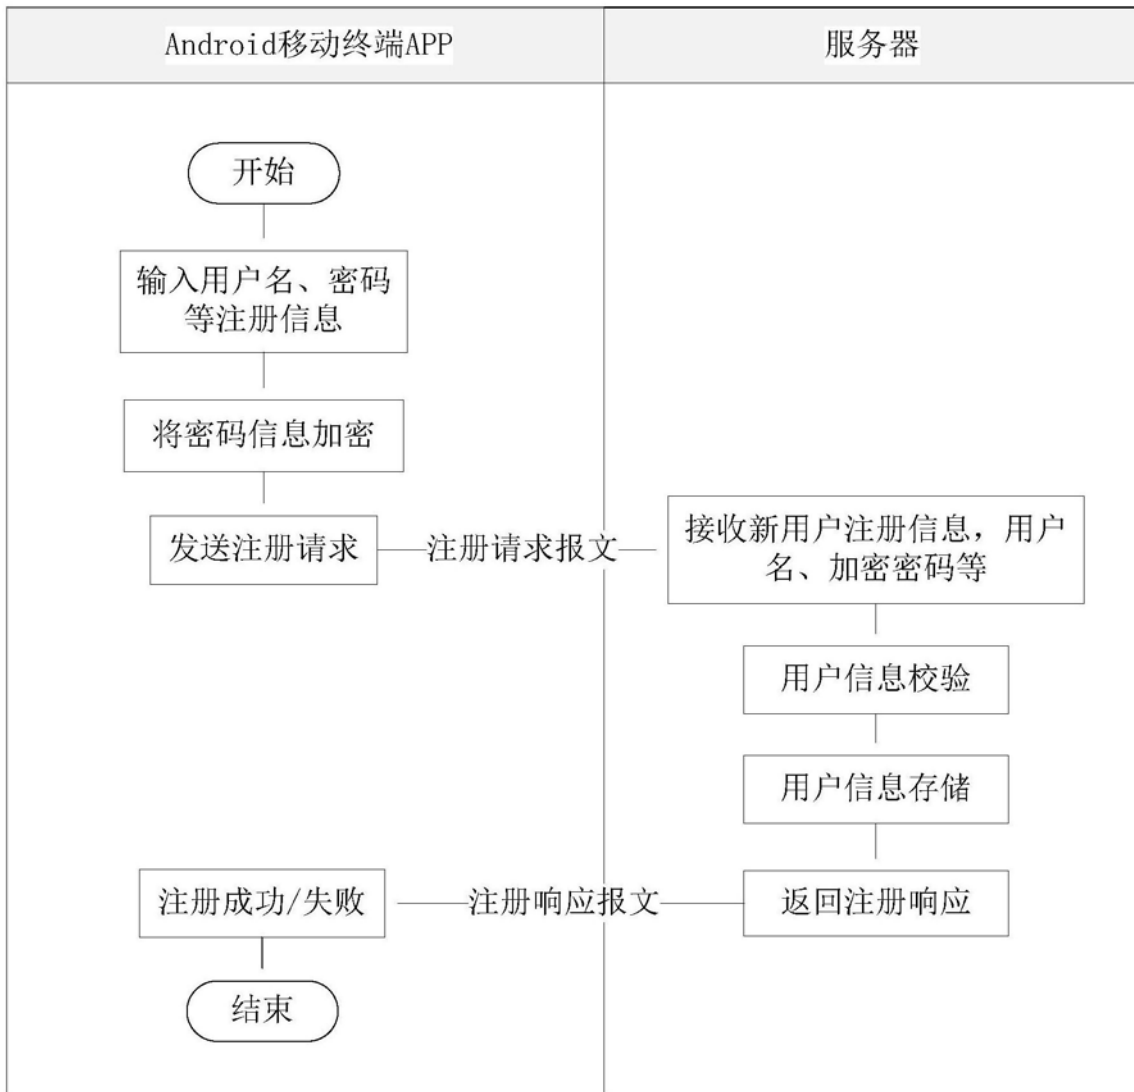 Android移动终端APP
服务器
开始
输入用户名、密码
等注册信息
将密码信息加密
发送注册请求
注册请求报文
接收新用户注册信息，用户
名、加密密码等
用户信息校验
用户信息存储
返回注册响应
注册响应报文
注册成功/失败
结束